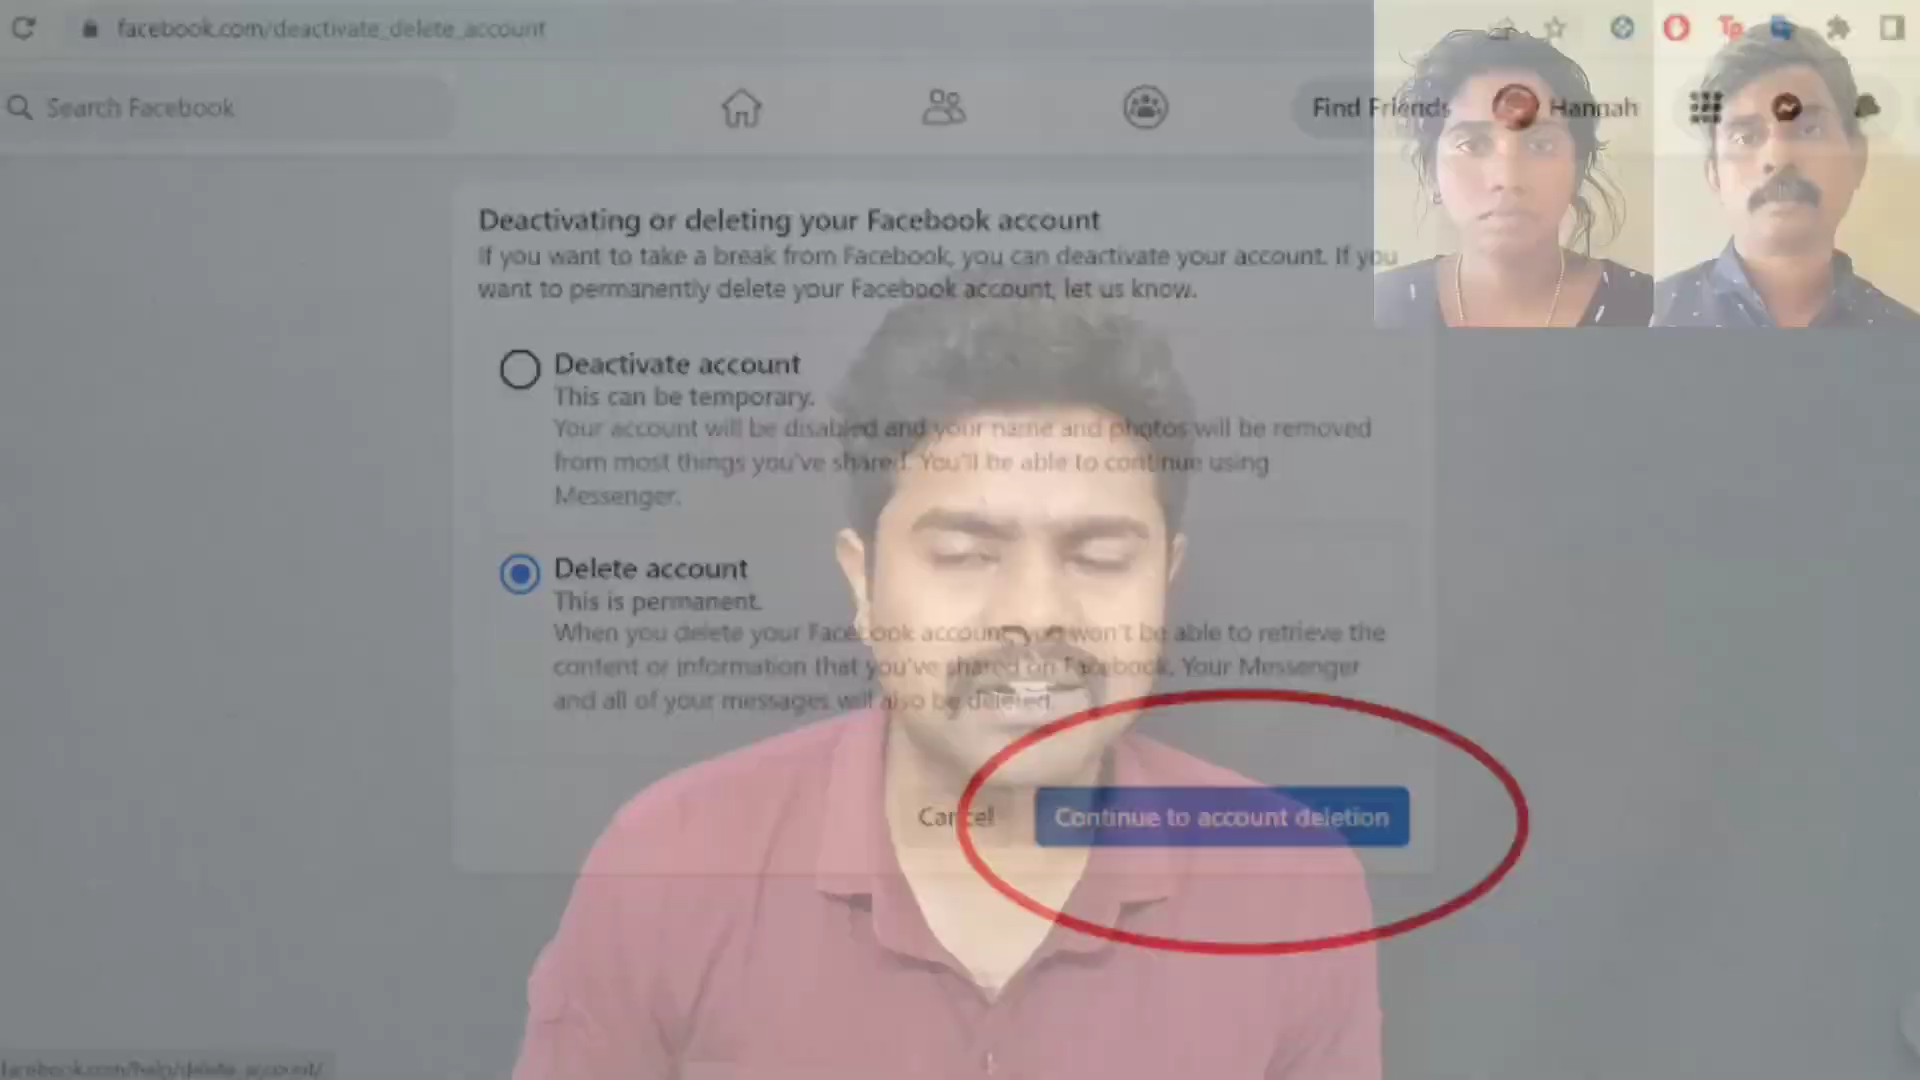 facebook.com/deactivate_delete_account
Tp
Search Facebook
Find Friends
Hannah
Deactivating or deleting your Facebook account
If you want to take a break from Facebook, you can deactivate your account. If you
want to permanently delete your Facebook account, let us know.
Deactivate account
This can be temporary.
Your account will be disabled and your name and photos will be removed
from most things you've shared. You'll be able to continue using
Messenger.
Delete account
This is permanent.
When you delete your Facebook account, you won't be able to retrieve the
content or information that you've shared on Facebook. Your Messenger
and all of your messages will also be deleted.
Cancel
Continue to account deletion
facebook.com/help/delete_account/